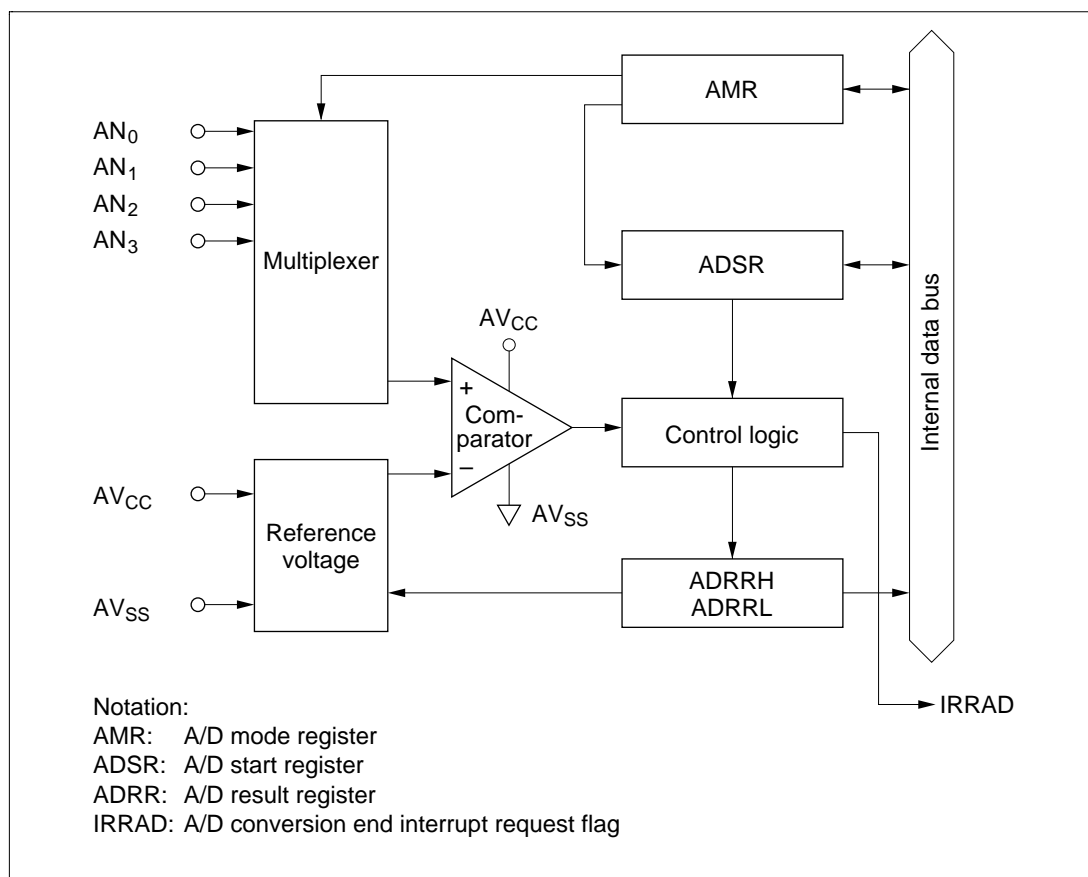 AMR
AN0
AN1
AN2
AN3
Multiplexer
ADSR
Internal data bus
AVCC
+
Com-
parator
−
Control logic
AVCC
AVSS
Reference
voltage
AVSS
ADRRH
ADRRL
IRRAD
Notation:
AMR: A/D mode register
ADSR: A/D start register
ADRR: A/D result register
IRRAD: A/D conversion end interrupt request flag